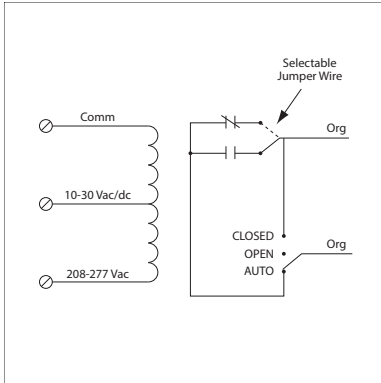 Selectable
Jumper Wire
Comm
Org
10-30 Vac/dc
CLOSED
OPEN
Org
AUTO
208-277 Vac